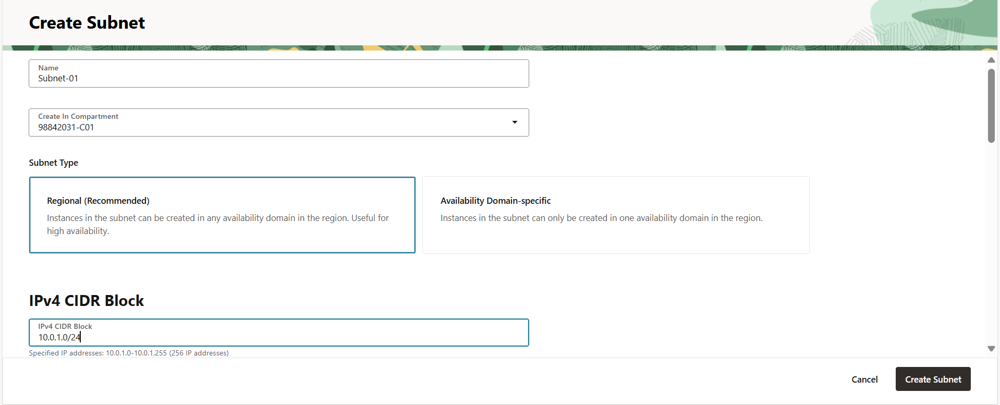 Create Subnet
Name
Subnet-01
Create In Compartment
98842031-C01
Subnet Type
Regional (Recommended)
Instances in the subnet can be created in any availability domain in the region. Useful for
high availability.
Availability Domain-specific
Instances in the subnet can only be created in one availability domain in the region.
IPv4 CIDR Block
IPv4 CIDR Block
10.0.1.0/24
Specified IP addresses: 10.0.1.0-10.0.1.255 (256 IP addresses)
Cancel
Create Subnet